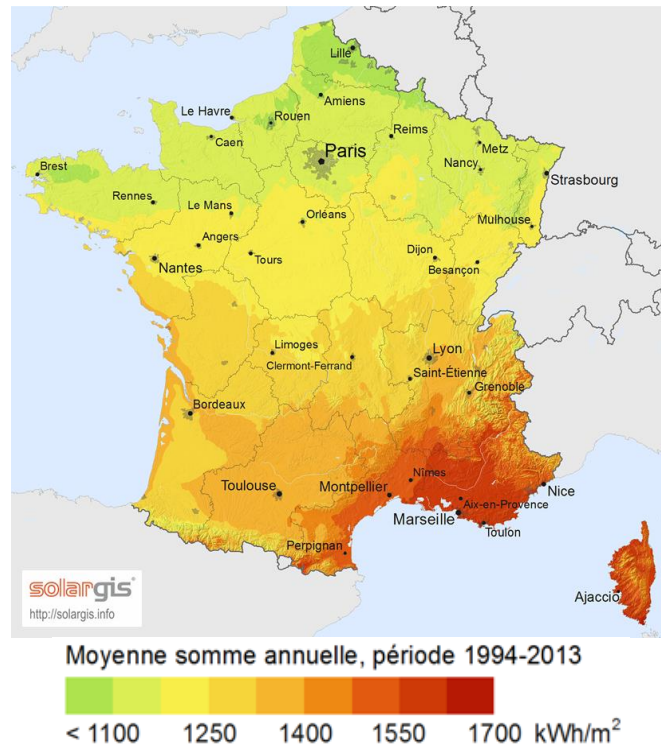 Lille
Amiens
Le Havre
Rouen
Caen
Reims
Paris
Metz
Nancy
Strasbourg
Brest
Rennes
Le Mans
Orléans
Mulhouse
Angers
Nantes
Tours
Dijon
Besançon
Limoges
Clermont-Ferrand
Lyon
Saint-Étienne
Grenoble
Bordeaux
Toulouse
Montpellier
Nîmes
Nice
Aix-en-Provence
Marseille
Toulon
Perpignan
Ajaccio
solargis
http://solargis.info
Moyenne somme annuelle, période 1994-2013
< 1100 1250 1400 1550 1700 kWh/m²